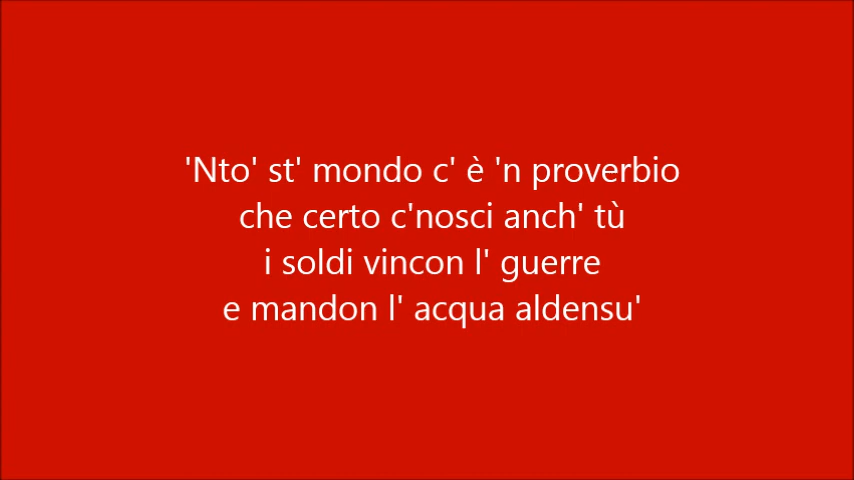 'Nto' st' mondo c' è 'n proverbio
che certo c'nosci anch' tù
i soldi vincon l' guerre
e mandon l' acqua aldensu'